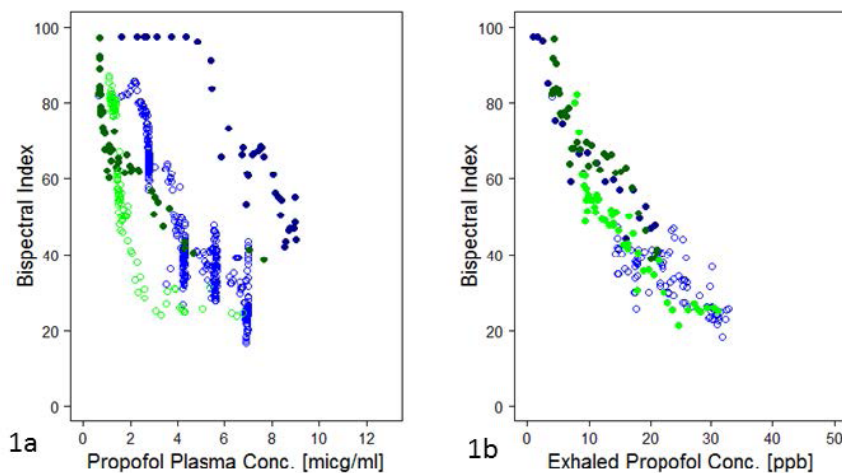 100
80
60
40
20
0
Bispectral Index
0 2 4 6 8 10 12
1a
Propofol Plasma Conc. [micg/ml]
100
80
60
40
20
0
Bispectral Index
0 10 20 30 40 50
1b
Exhaled Propofol Conc. [ppb]